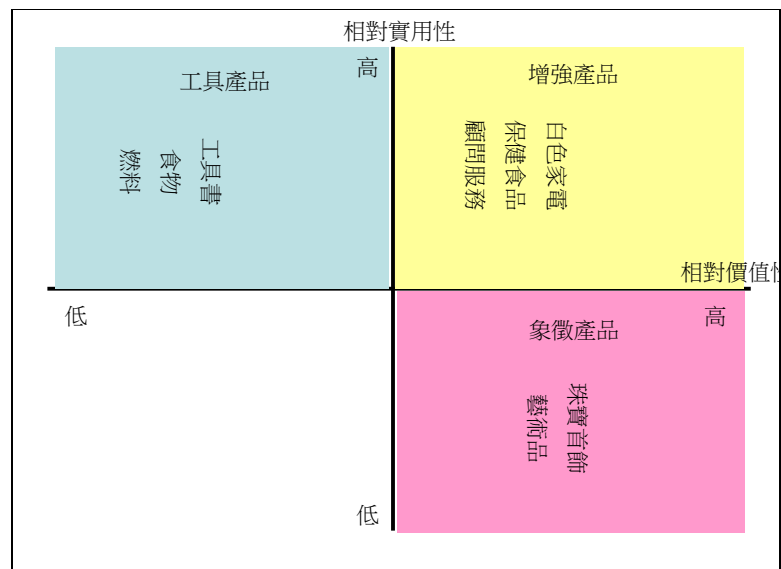 相對實用性
高
工具產品
增強產品
工具書
食物
燃料
白色家電
保健食品
顧問服務
相對價值性
低
高
象徵產品
珠寶首飾
藝術品
低